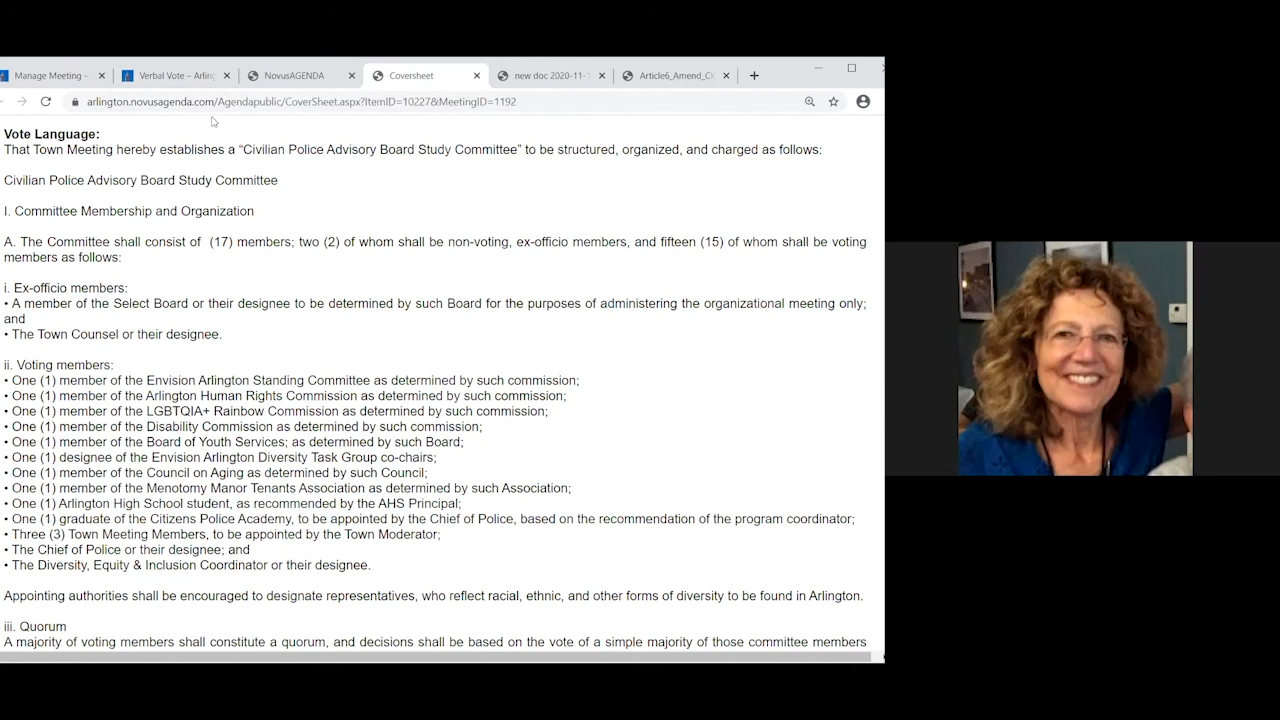 Manage Meeting –
Verbal Vote – Arlin
NovusAGENDA
Coversheet
new doc 2020-11-1
Article6_Amend_CK
arlington.novusagenda.com/Agendapublic/CoverSheet.aspx?ItemID=10227&MeetingID=1192
Vote Language:
That Town Meeting hereby establishes a “Civilian Police Advisory Board Study Committee” to be structured, organized, and charged as follows:
Civilian Police Advisory Board Study Committee
I. Committee Membership and Organization
A. The Committee shall consist of (17) members; two (2) of whom shall be non-voting, ex-officio members, and fifteen (15) of whom shall be voting
members as follows:
i. Ex-officio members:
• A member of the Select Board or their designee to be determined by such Board for the purposes of administering the organizational meeting only;
and
• The Town Counsel or their designee.
ii. Voting members:
• One (1) member of the Envision Arlington Standing Committee as determined by such commission;
• One (1) member of the Arlington Human Rights Commission as determined by such commission;
• One (1) member of the LGBTQIA+ Rainbow Commission as determined by such commission;
• One (1) member of the Disability Commission as determined by such commission;
• One (1) member of the Board of Youth Services; as determined by such Board;
• One (1) designee of the Envision Arlington Diversity Task Group co-chairs;
• One (1) member of the Council on Aging as determined by such Council;
• One (1) member of the Menotomy Manor Tenants Association as determined by such Association;
• One (1) Arlington High School student, as recommended by the AHS Principal;
• One (1) graduate of the Citizens Police Academy, to be appointed by the Chief of Police, based on the recommendation of the program coordinator;
• Three (3) Town Meeting Members, to be appointed by the Town Moderator;
• The Chief of Police or their designee; and
• The Diversity, Equity & Inclusion Coordinator or their designee.
Appointing authorities shall be encouraged to designate representatives, who reflect racial, ethnic, and other forms of diversity to be found in Arlington.
iii. Quorum
A majority of voting members shall constitute a quorum, and decisions shall be based on the vote of a simple majority of those committee members